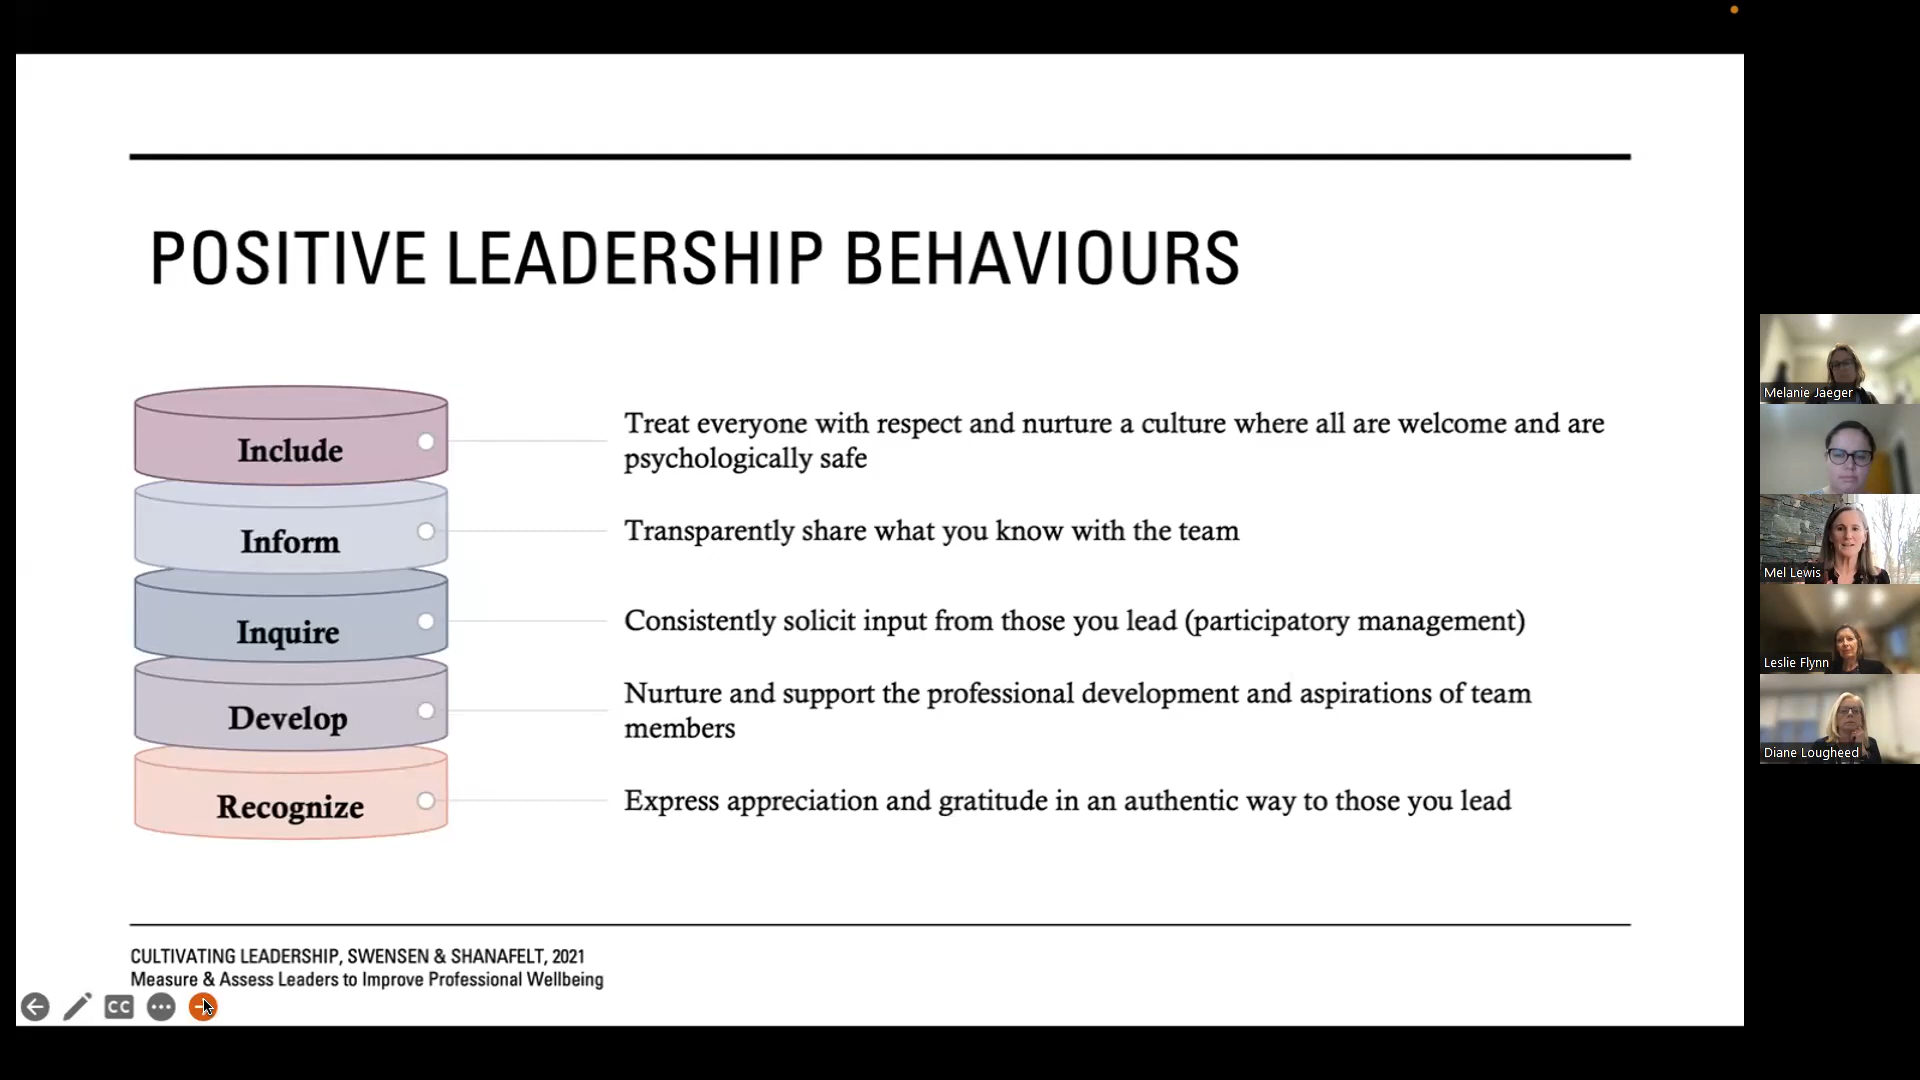 POSITIVE LEADERSHIP BEHAVIOURS
Include
Treat everyone with respect and nurture a culture where all are welcome and are
psychologically safe
Inform
Transparently share what you know with the team
Inquire
Consistently solicit input from those you lead (participatory management)
Develop
Nurture and support the professional development and aspirations of team
members
Recognize
Express appreciation and gratitude in an authentic way to those you lead
CULTIVATING LEADERSHIP, SWENSEN & SHANAFELT, 2021
Measure & Assess Leaders to Improve Professional Wellbeing
CC
Melanie Jaeger
Mel Lewis
Leslie Flynn
Diane Lougheed